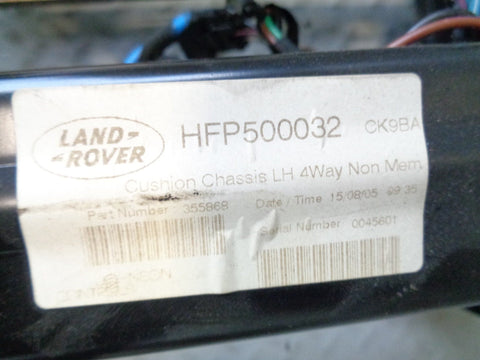 LAND-
-ROVER
HFP500032 CK9BA
Cushion Chassis LH 4Way Non Mem
Part Number 355868 Date / Time 15/08/05 09:35
Serial Number 0045601